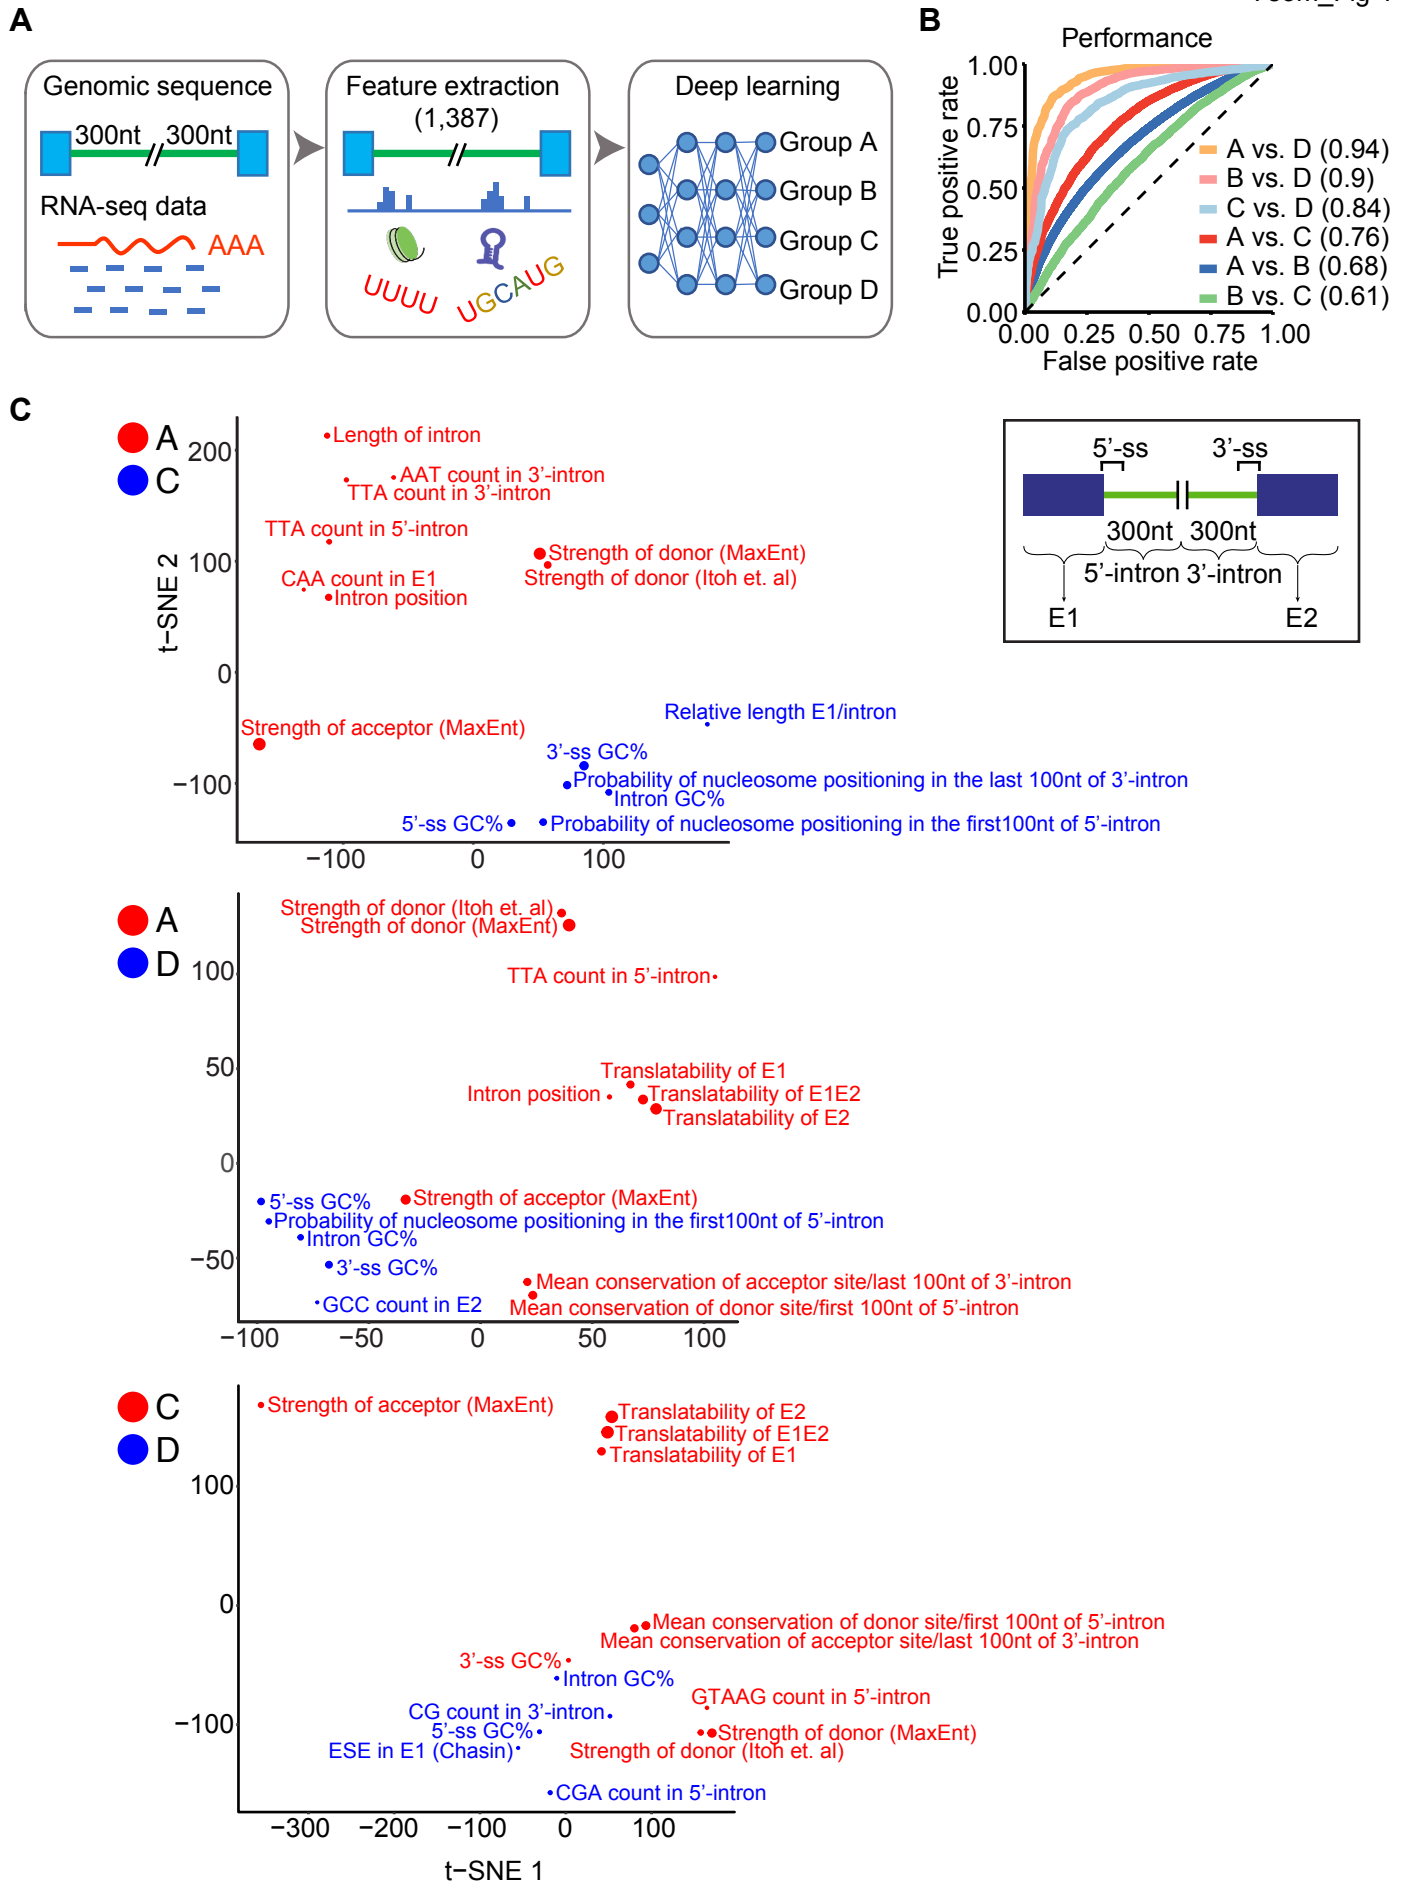 A
Genomic sequence
300nt 300nt
RNA-seq data
AAA
Feature extraction
(1,387)
UUUU
UGCAUG
Deep learning
Group A
Group B
Group C
Group D
B
Performance
True positive rate
1.00
0.75
0.50
0.25
0.00
0.00 0.25 0.50 0.75 1.00
False positive rate
A vs. D (0.94)
B vs. D (0.9)
C vs. D (0.84)
A vs. C (0.76)
A vs. B (0.68)
B vs. C (0.61)
5'-ss 3'-ss
300nt 300nt
5'-intron 3'-intron
E1 E2
C
A
C
t−SNE 2
200
100
0
−100
Length of intron
AAT count in 3'-intron
TTA count in 3'-intron
TTA count in 5'-intron
Strength of donor (MaxEnt)
Strength of donor (Itoh et. al)
CAA count in E1
Intron position
Relative length E1/intron
Strength of acceptor (MaxEnt)
3'-ss GC%
Probability of nucleosome positioning in the last 100nt of 3'-intron
Intron GC%
5'-ss GC%
Probability of nucleosome positioning in the first100nt of 5'-intron
−100 0 100
A
D
100
50
0
−50
Strength of donor (Itoh et. al)
Strength of donor (MaxEnt)
TTA count in 5'-intron
Translatability of E1
Intron position
Translatability of E1E2
Translatability of E2
5'-ss GC%
Strength of acceptor (MaxEnt)
Probability of nucleosome positioning in the first100nt of 5'-intron
Intron GC%
3'-ss GC%
Mean conservation of acceptor site/last 100nt of 3'-intron
GCC count in E2
Mean conservation of donor site/first 100nt of 5'-intron
−100 −50 0 50 100
C
D
100
0
−100
Strength of acceptor (MaxEnt)
Translatability of E2
Translatability of E1E2
Translatability of E1
Mean conservation of donor site/first 100nt of 5'-intron
Mean conservation of acceptor site/last 100nt of 3'-intron
3'-ss GC%
Intron GC%
GTAAG count in 5'-intron
CG count in 3'-intron
5'-ss GC%
Strength of donor (MaxEnt)
ESE in E1 (Chasin)
Strength of donor (Itoh et. al)
CGA count in 5'-intron
−300 −200 −100 0 100
t−SNE 1